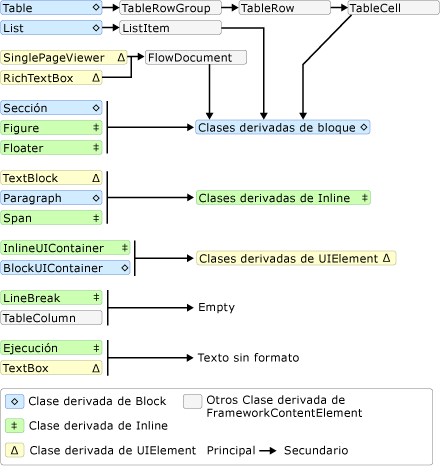 Table ◇ TableRowGroup TableRow TableCell
List ◇ ListItem
SinglePageViewer Δ FlowDocument
RichTextBox Δ
Sección ◇
Figure ‡ Clases derivadas de bloque ◇
Floater ‡
TextBlock Δ
Paragraph ◇ Clases derivadas de Inline ‡
Span ‡
InlineUIContainer ‡
BlockUIContainer ◇ Clases derivadas de UIElement Δ
LineBreak ‡
TableColumn Empty
Ejecución ‡
TextBox Δ Texto sin formato
◇ Clase derivada de Block
Otros Clase derivada de
FrameworkContentElement
‡ Clase derivada de Inline
Δ Clase derivada de UIElement
Principal Secundario